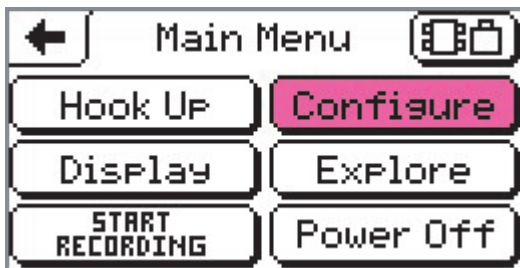 Main Menu
Hook Up
Configure
Display
Explore
START
RECORDING
Power Off